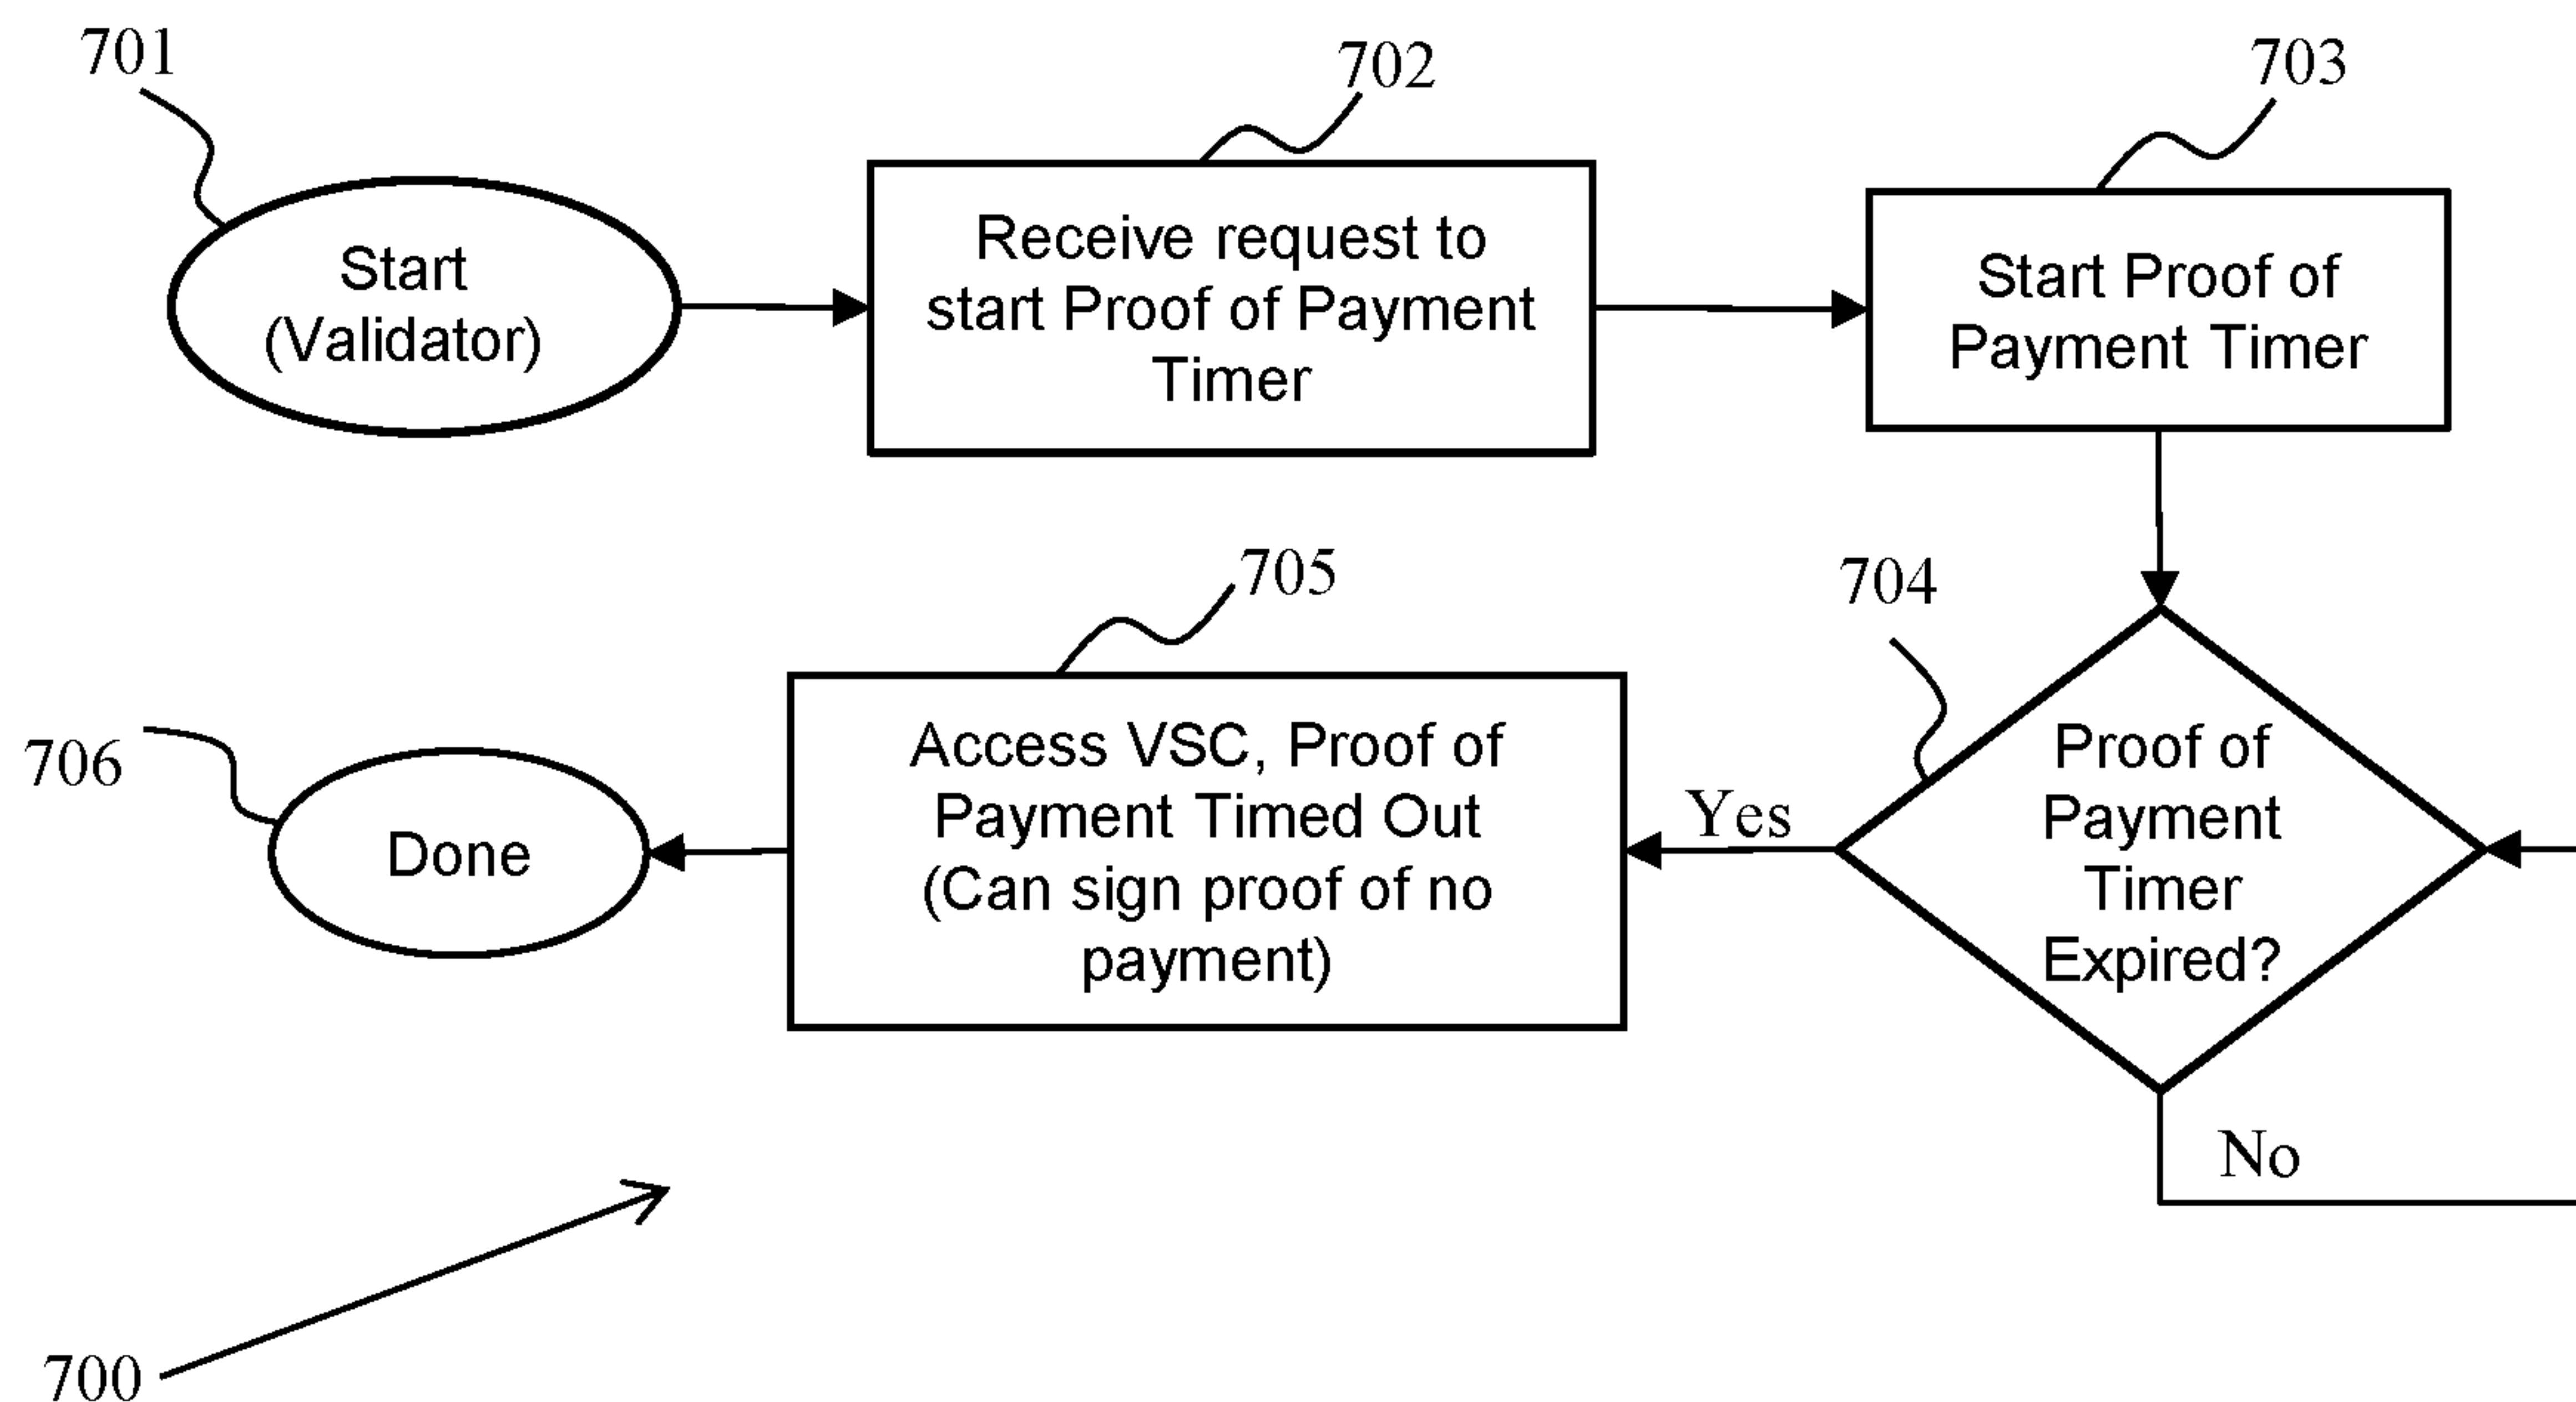 701
Start
(Validator)
702
Receive request to
start Proof of Payment
Timer
703
Start Proof of
Payment Timer
704
Proof of
Payment
Timer
Expired?
Yes
No
705
Access VSC, Proof of
Payment Timed Out
(Can sign proof of no
payment)
706
Done
700